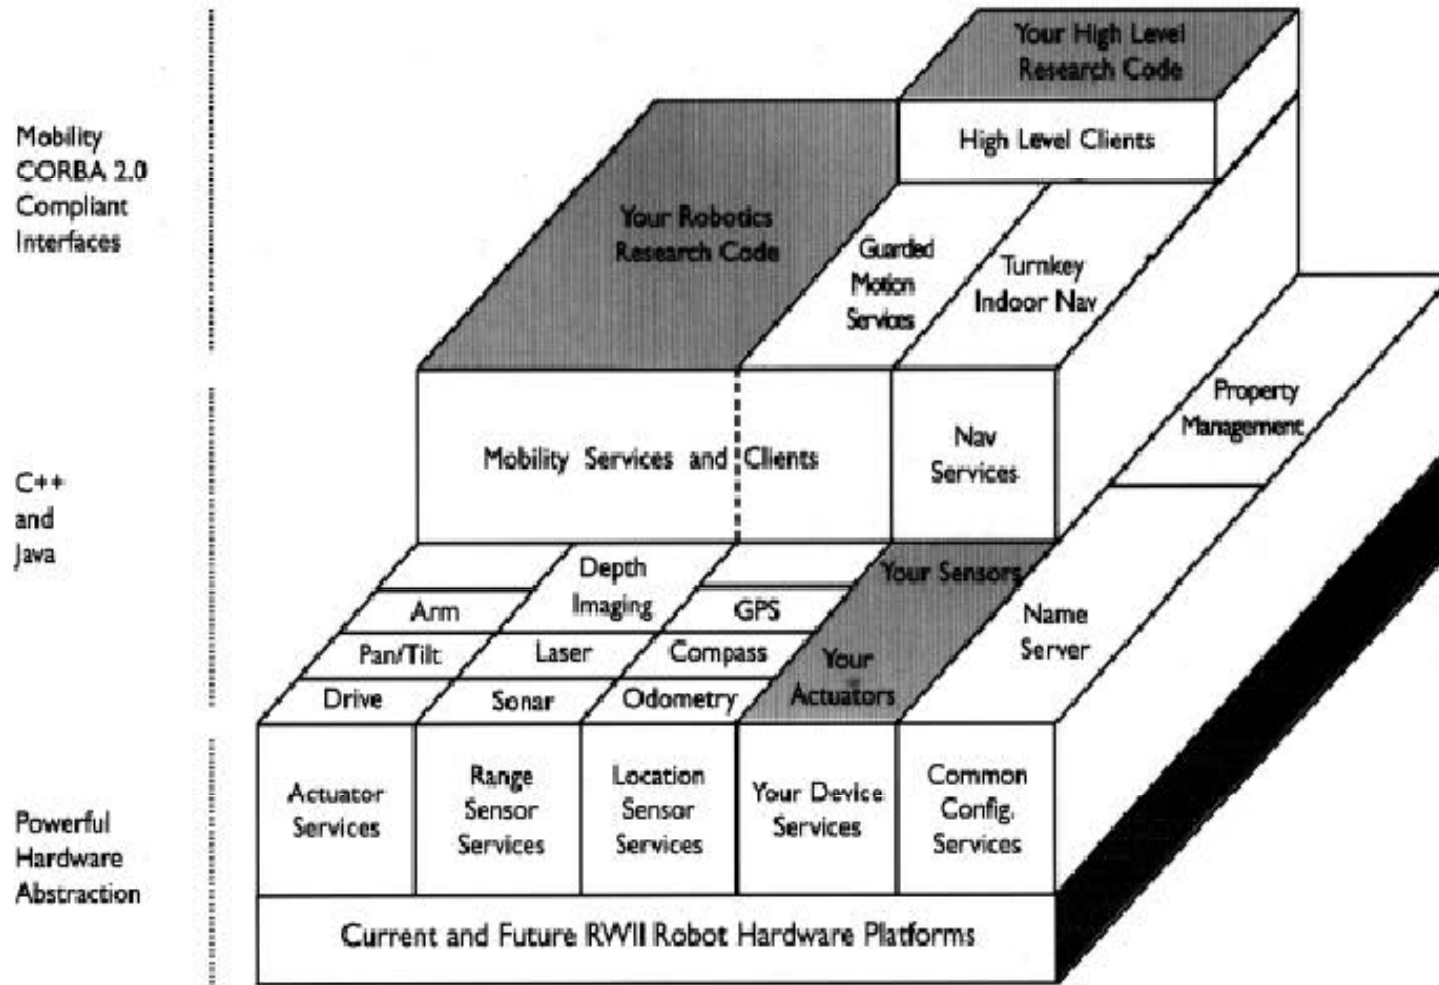 Your High Level
Research Code
High Level Clients
Mobility
CORBA 2.0
Compliant
Interfaces
Your Robotics
Research Code
Guarded
Motion
Services
Turnkey
Indoor Nav
Property
Management
C++
and
Java
Mobility Services and Clients
Nav
Services
Depth
Imaging
Your Sensors
Arm
GPS
Name
Server
Pan/Tilt
Laser
Compass
Your
Actuators
Drive
Sonar
Odometry
Powerful
Hardware
Abstraction
Actuator
Services
Range
Sensor
Services
Location
Sensor
Services
Your Device
Services
Common
Config.
Services
Current and Future RWII Robot Hardware Platforms